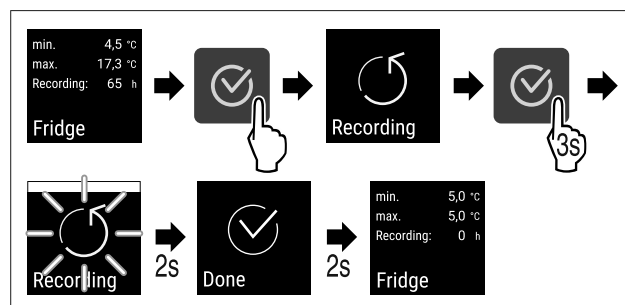 min. 4,5 °C
max. 17,3 °C
Recording: 65 h
Fridge
Recording
3s
Recording
2s
Done
2s
min. 5,0 °C
max. 5,0 °C
Recording: 0 h
Fridge